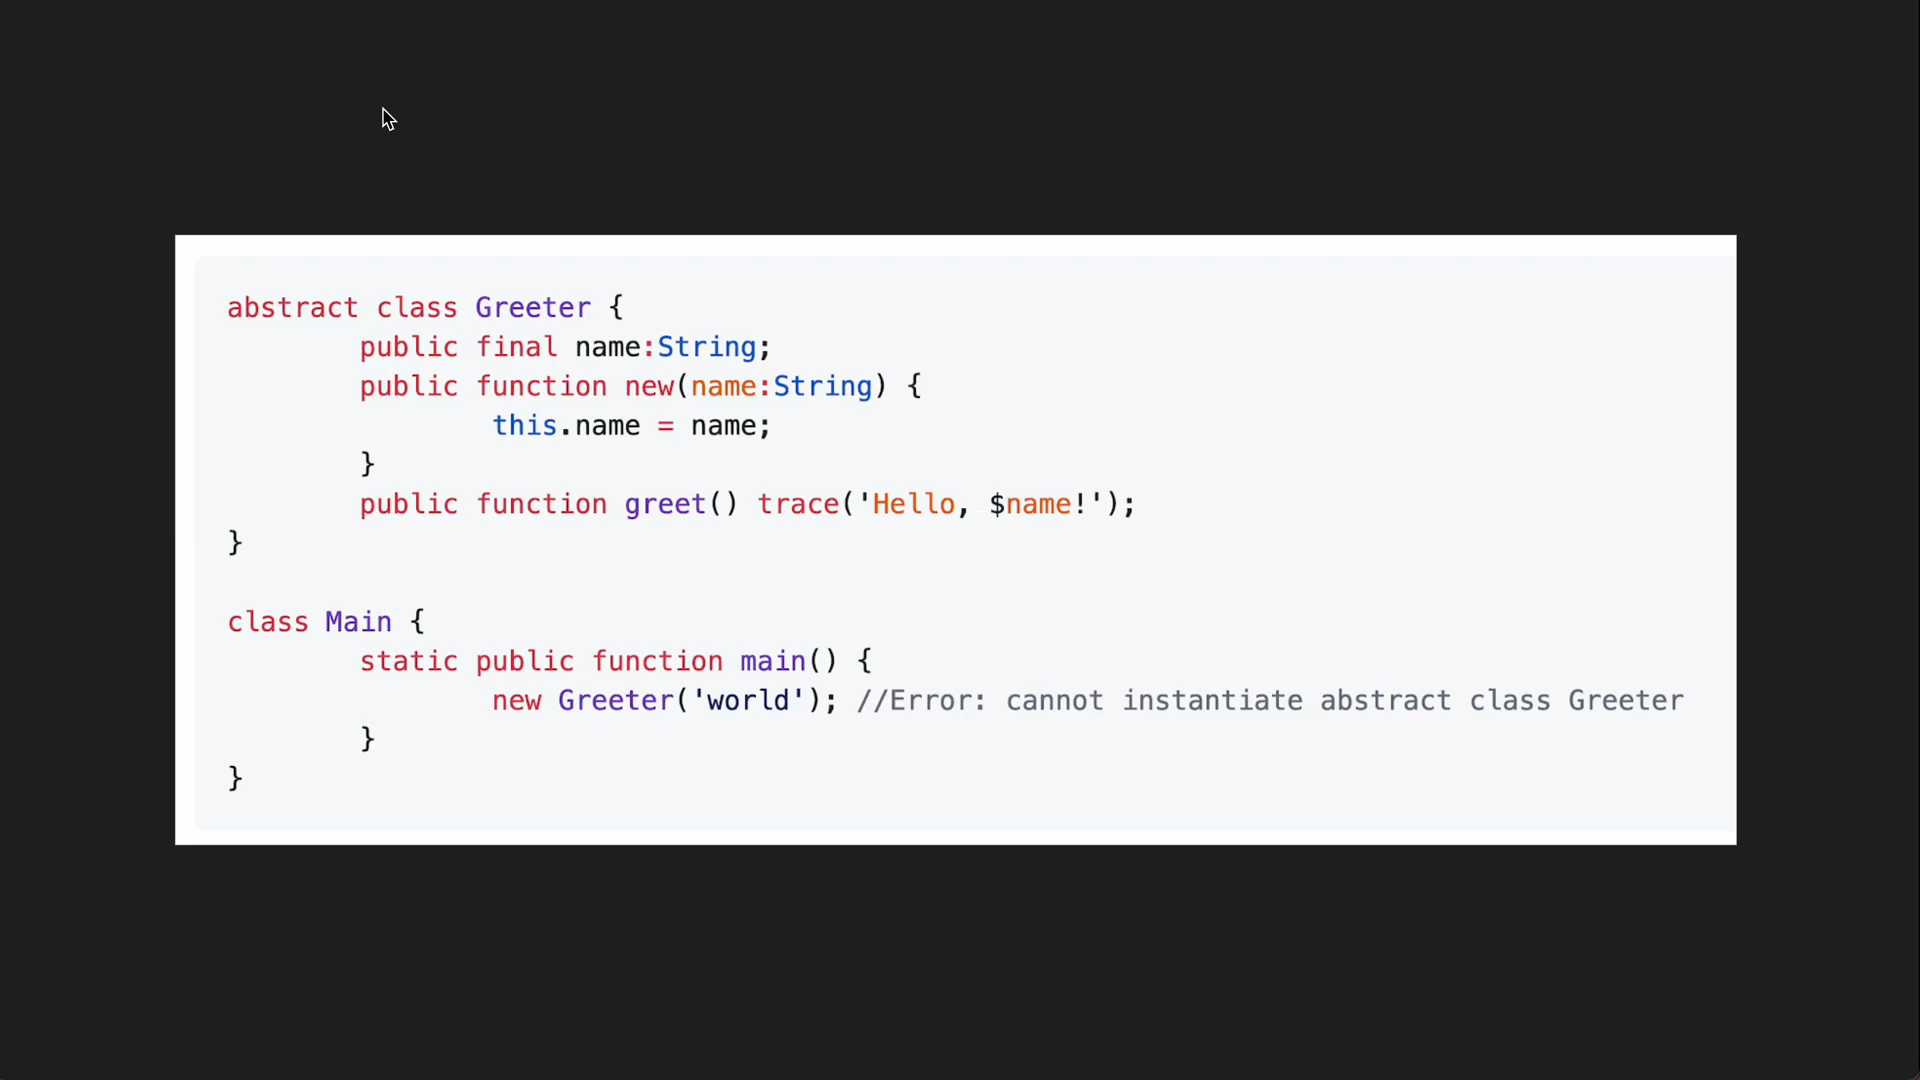 abstract class Greeter {
        public final name:String;
        public function new(name:String) {
                this.name = name;
        }
        public function greet() trace('Hello, $name!');
}

class Main {
        static public function main() {
                new Greeter('world'); //Error: cannot instantiate abstract class Greeter
        }
}